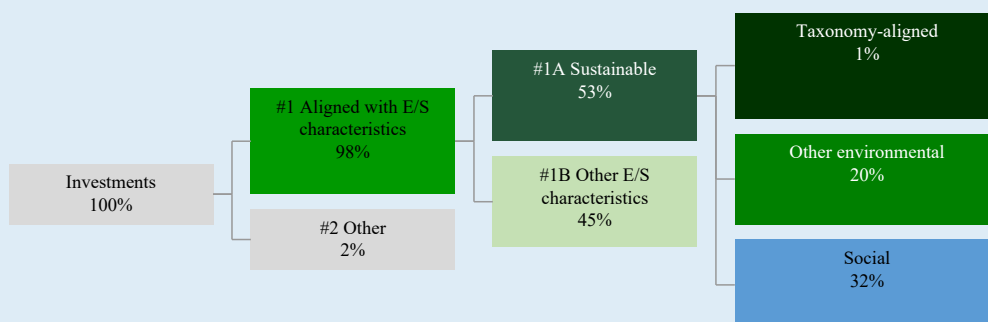 Investments
100%
#1 Aligned with E/S
characteristics
98%
#2 Other
2%
#1A Sustainable
53%
#1B Other E/S
characteristics
45%
Taxonomy-aligned
1%
Other environmental
20%
Social
32%